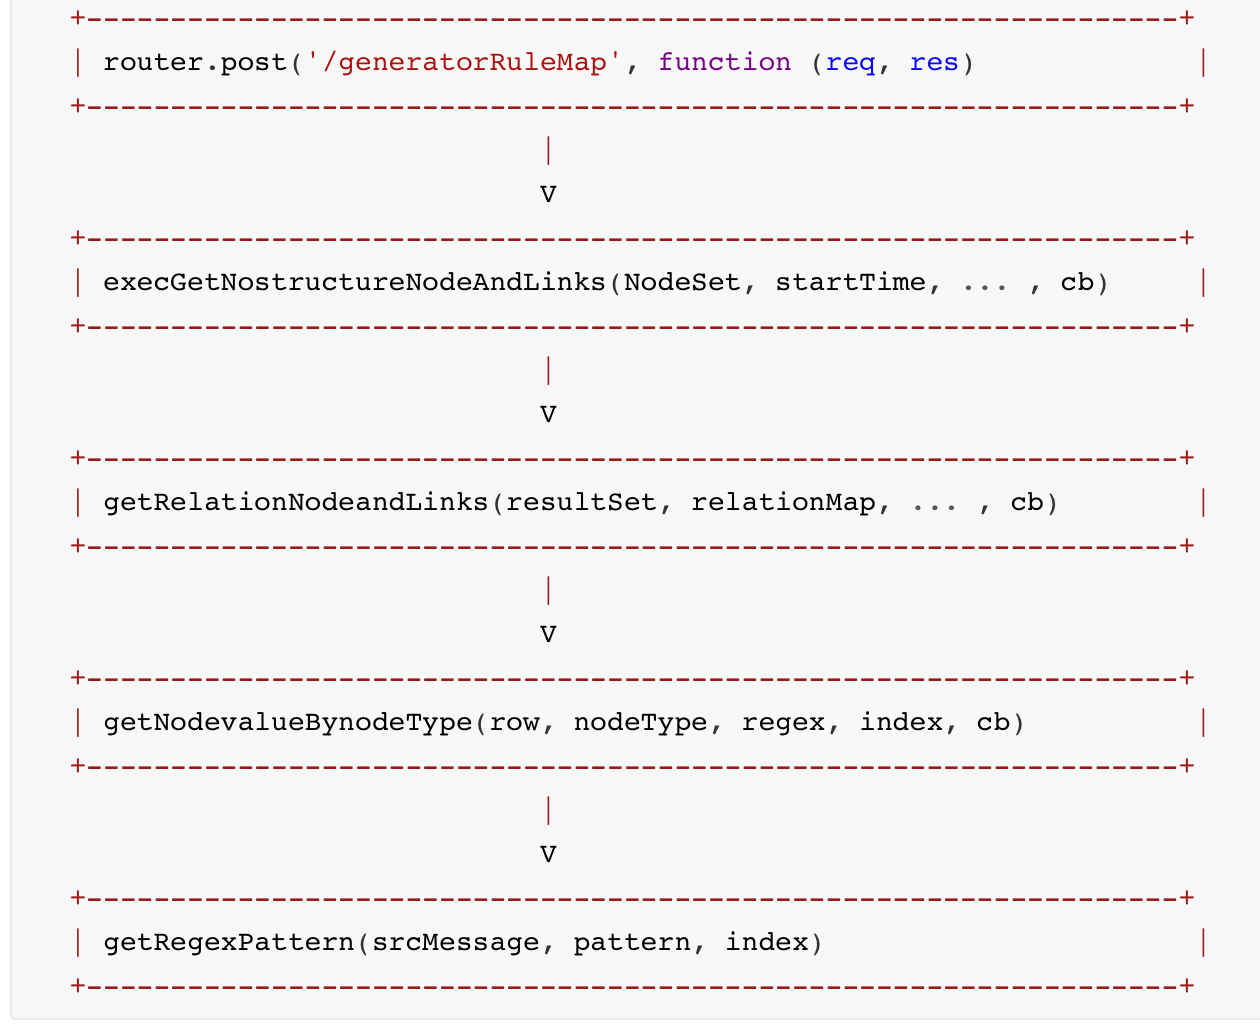 +-----------------------------------------------------------------+
| router.post('/generatorRuleMap', function (req, res)             |
+-----------------------------------------------------------------+
|
V
+-----------------------------------------------------------------+
| execGetNostructureNodeAndLinks(NodeSet, startTime, ... , cb)     |
+-----------------------------------------------------------------+
|
V
+-----------------------------------------------------------------+
| getRelationNodeandLinks(resultSet, relationMap, ... , cb)        |
+-----------------------------------------------------------------+
|
V
+-----------------------------------------------------------------+
| getNodevalueBynodeType(row, nodeType, regex, index, cb)          |
+-----------------------------------------------------------------+
|
V
+-----------------------------------------------------------------+
| getRegexPattern(srcMessage, pattern, index)                      |
+-----------------------------------------------------------------+